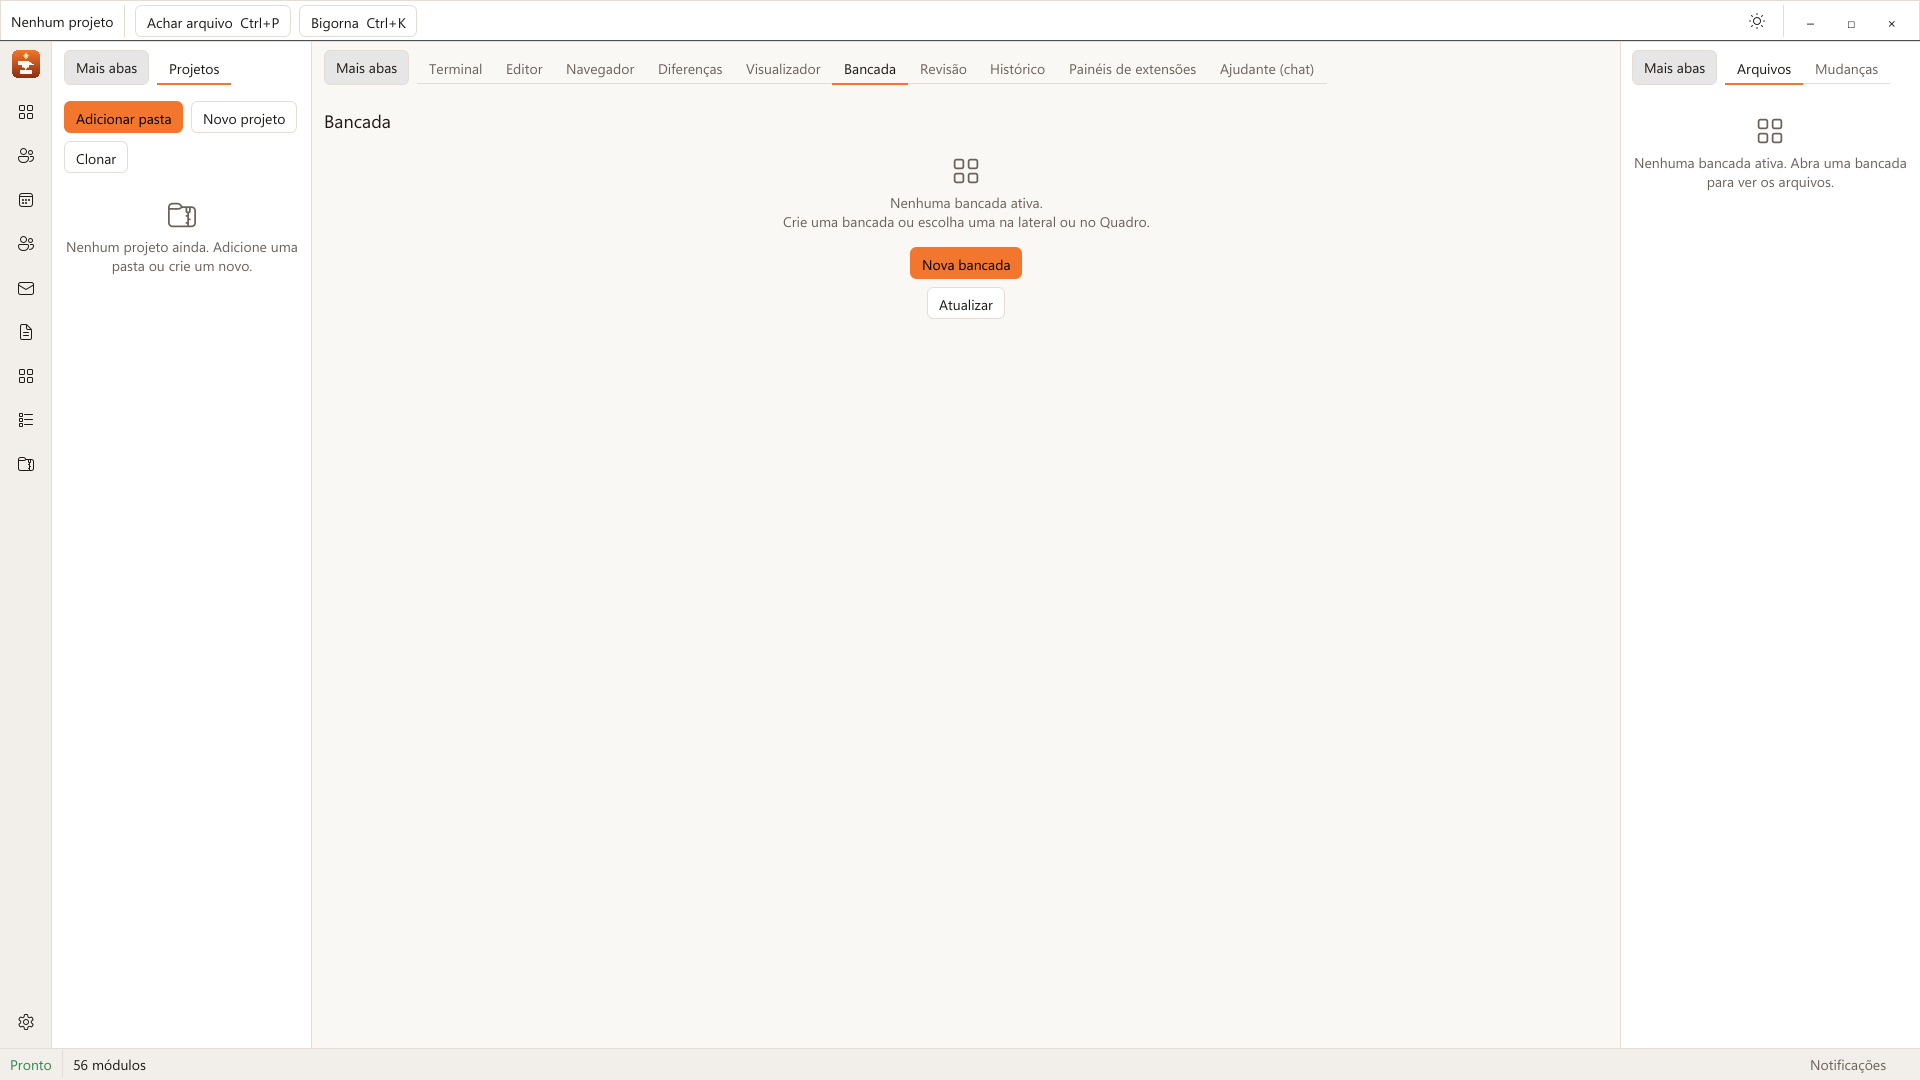 Nenhum projeto
Achar arquivo Ctrl+P
Bigorna Ctrl+K
Mais abas
Projetos
Adicionar pasta
Novo projeto
Clonar
Nenhum projeto ainda. Adicione uma
pasta ou crie um novo.
Mais abas
Terminal
Editor
Navegador
Diferenças
Visualizador
Bancada
Revisão
Histórico
Painéis de extensões
Ajudante (chat)
Bancada
Nenhuma bancada ativa.
Crie uma bancada ou escolha uma na lateral ou no Quadro.
Nova bancada
Atualizar
Mais abas
Arquivos
Mudanças
Nenhuma bancada ativa. Abra uma bancada
para ver os arquivos.
Pronto
56 módulos
Notificações